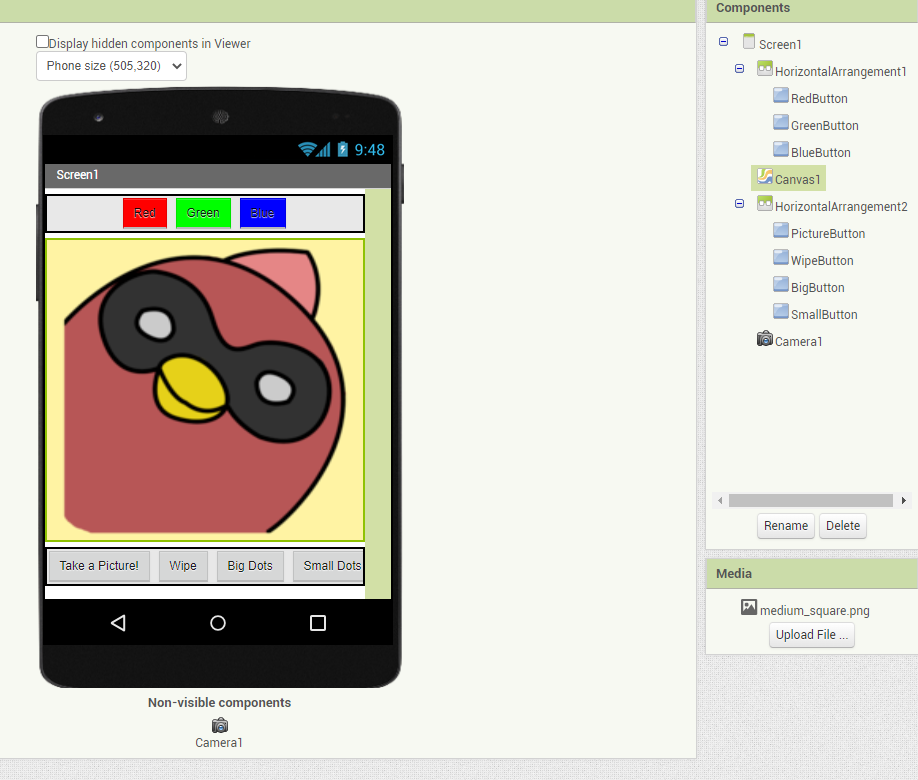 Components
Display hidden components in Viewer
Phone size (505,320)
9:48
Screen1
Red Green Blue
Take a Picture! Wipe Big Dots Small Dots
Non-visible components
Camera1
Screen1
HorizontalArrangement1
RedButton
GreenButton
BlueButton
Canvas1
HorizontalArrangement2
PictureButton
WipeButton
BigButton
SmallButton
Camera1
Rename Delete
Media
medium_square.png
Upload File ...